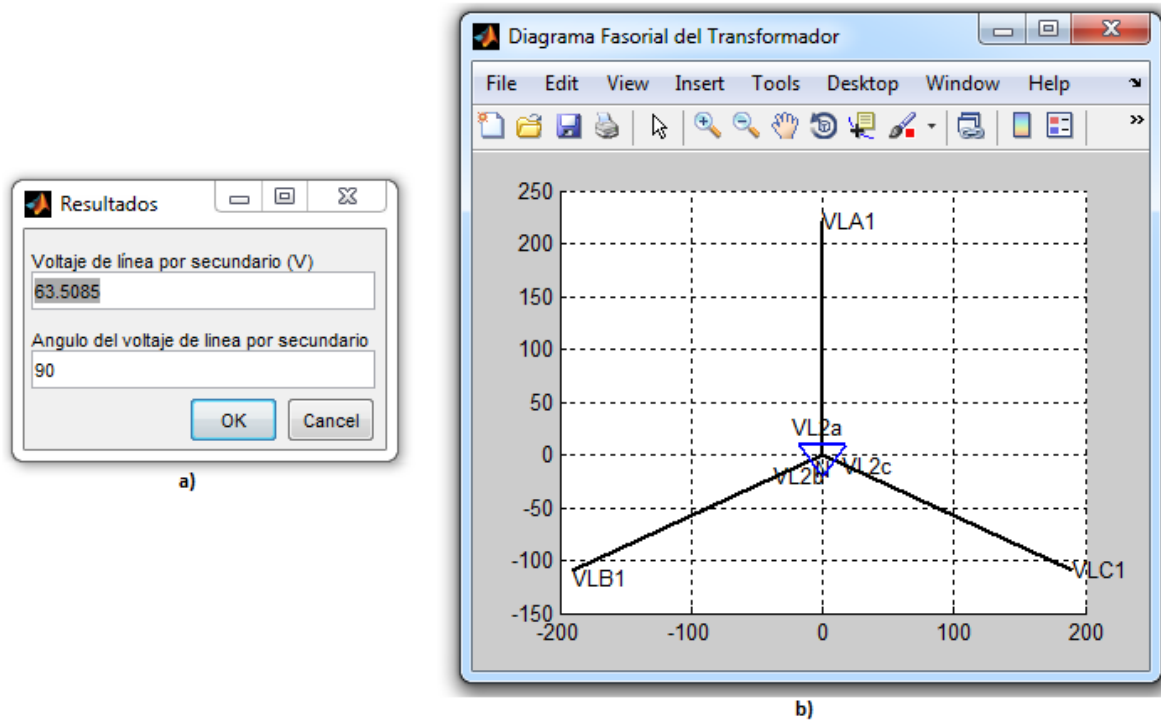 Resultados
Voltaje de línea por secundario (V)
63.5085
Angulo del voltaje de linea por secundario
90
OK Cancel
a)
Diagrama Fasorial del Transformador
File Edit View Insert Tools Desktop Window Help
250
200
150
100
50
0
-50
-100
-150
-200 -100 0 100 200
VLA1
VL2a
VL2b
VL2c
N
VLB1
VLC1
b)